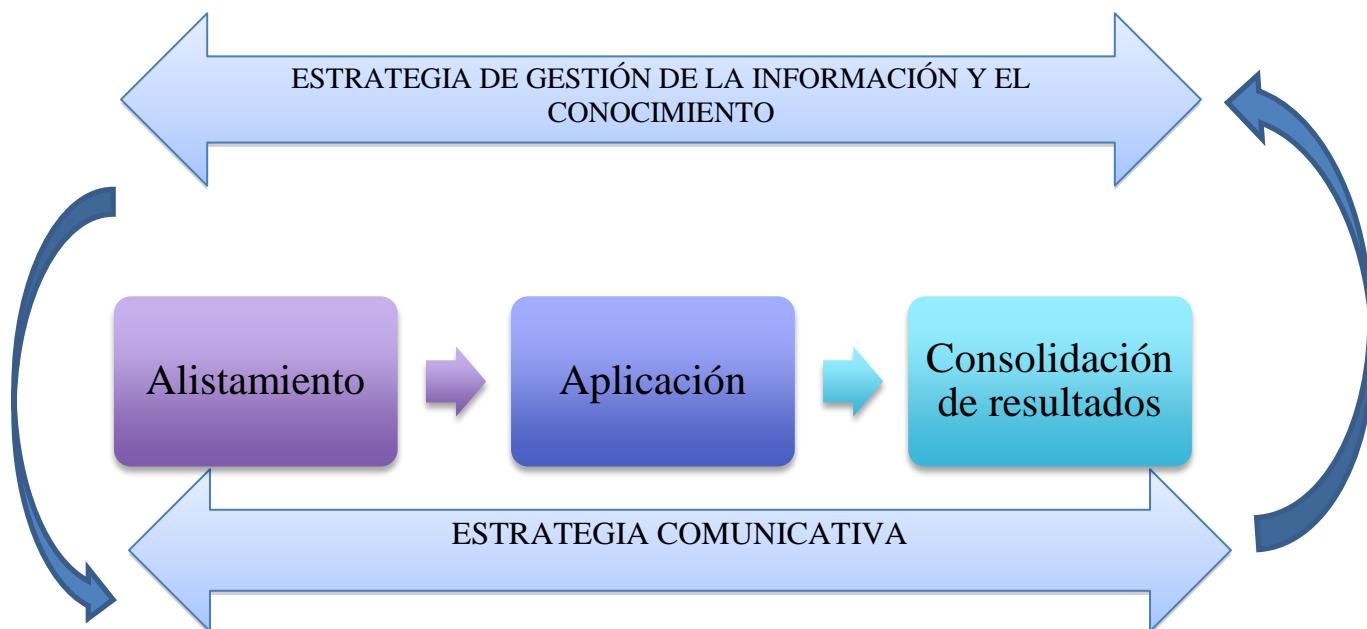 ESTRATEGIA DE GESTIÓN DE LA INFORMACIÓN Y EL
CONOCIMIENTO
Alistamiento
Aplicación
Consolidación
de resultados
ESTRATEGIA COMUNICATIVA